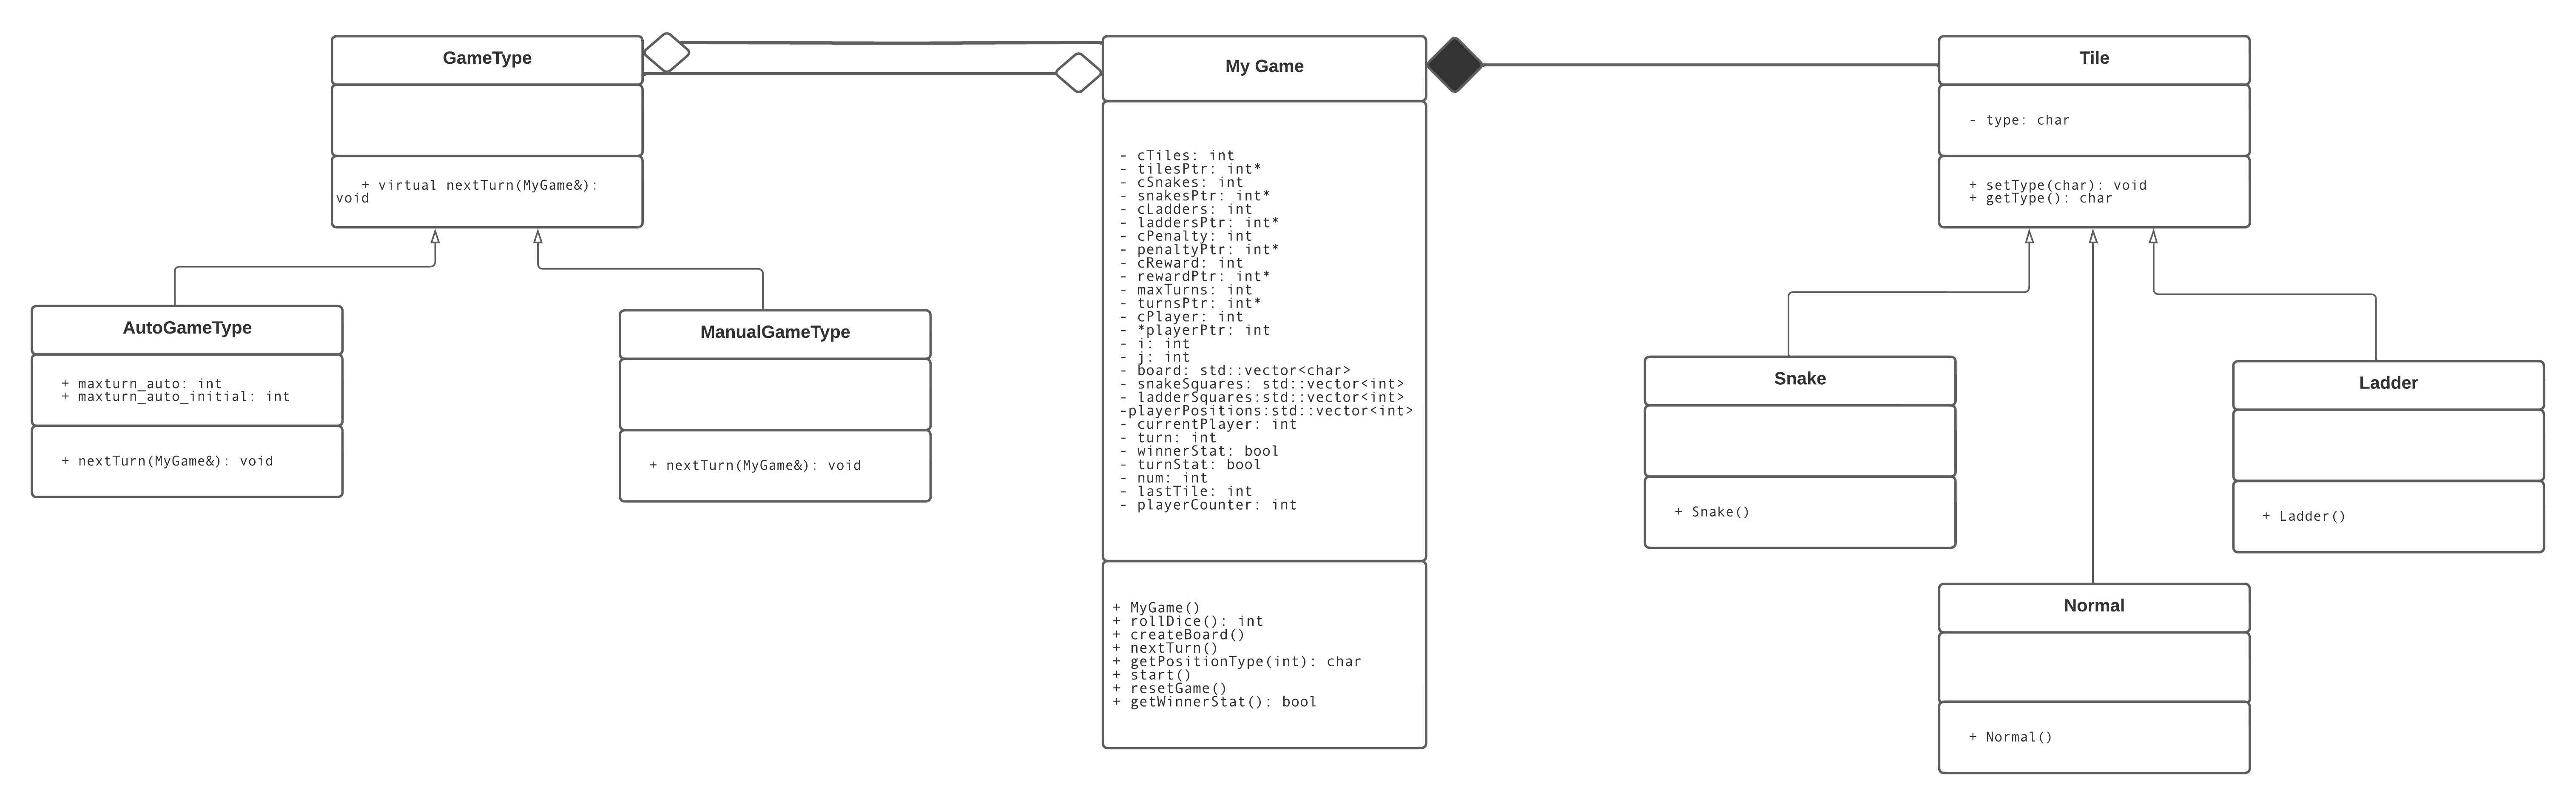 GameType
+ virtual nextTurn(MyGame&):
void
AutoGameType
+ maxturn_auto: int
+ maxturn_auto_initial: int
+ nextTurn(MyGame&): void
ManualGameType
+ nextTurn(MyGame&): void
My Game
- cTiles: int
- tilesPtr: int*
- cSnakes: int
- snakesPtr: int*
- cLadders: int
- laddersPtr: int*
- cPenalty: int
- penaltyPtr: int*
- cReward: int
- rewardPtr: int*
- maxTurns: int
- turnsPtr: int*
- cPlayer: int
- *playerPtr: int
- i: int
- j: int
- board: std::vector<char>
- snakeSquares: std::vector<int>
- ladderSquares:std::vector<int>
-playerPositions:std::vector<int>
- currentPlayer: int
- turn: int
- winnerStat: bool
- turnStat: bool
- num: int
- lastTile: int
- playerCounter: int
+ MyGame()
+ rollDice(): int
+ createBoard()
+ nextTurn()
+ getPositionType(int): char
+ start()
+ resetGame()
+ getWinnerStat(): bool
Tile
- type: char
+ setType(char): void
+ getType(): char
Snake
+ Snake()
Ladder
+ Ladder()
Normal
+ Normal()